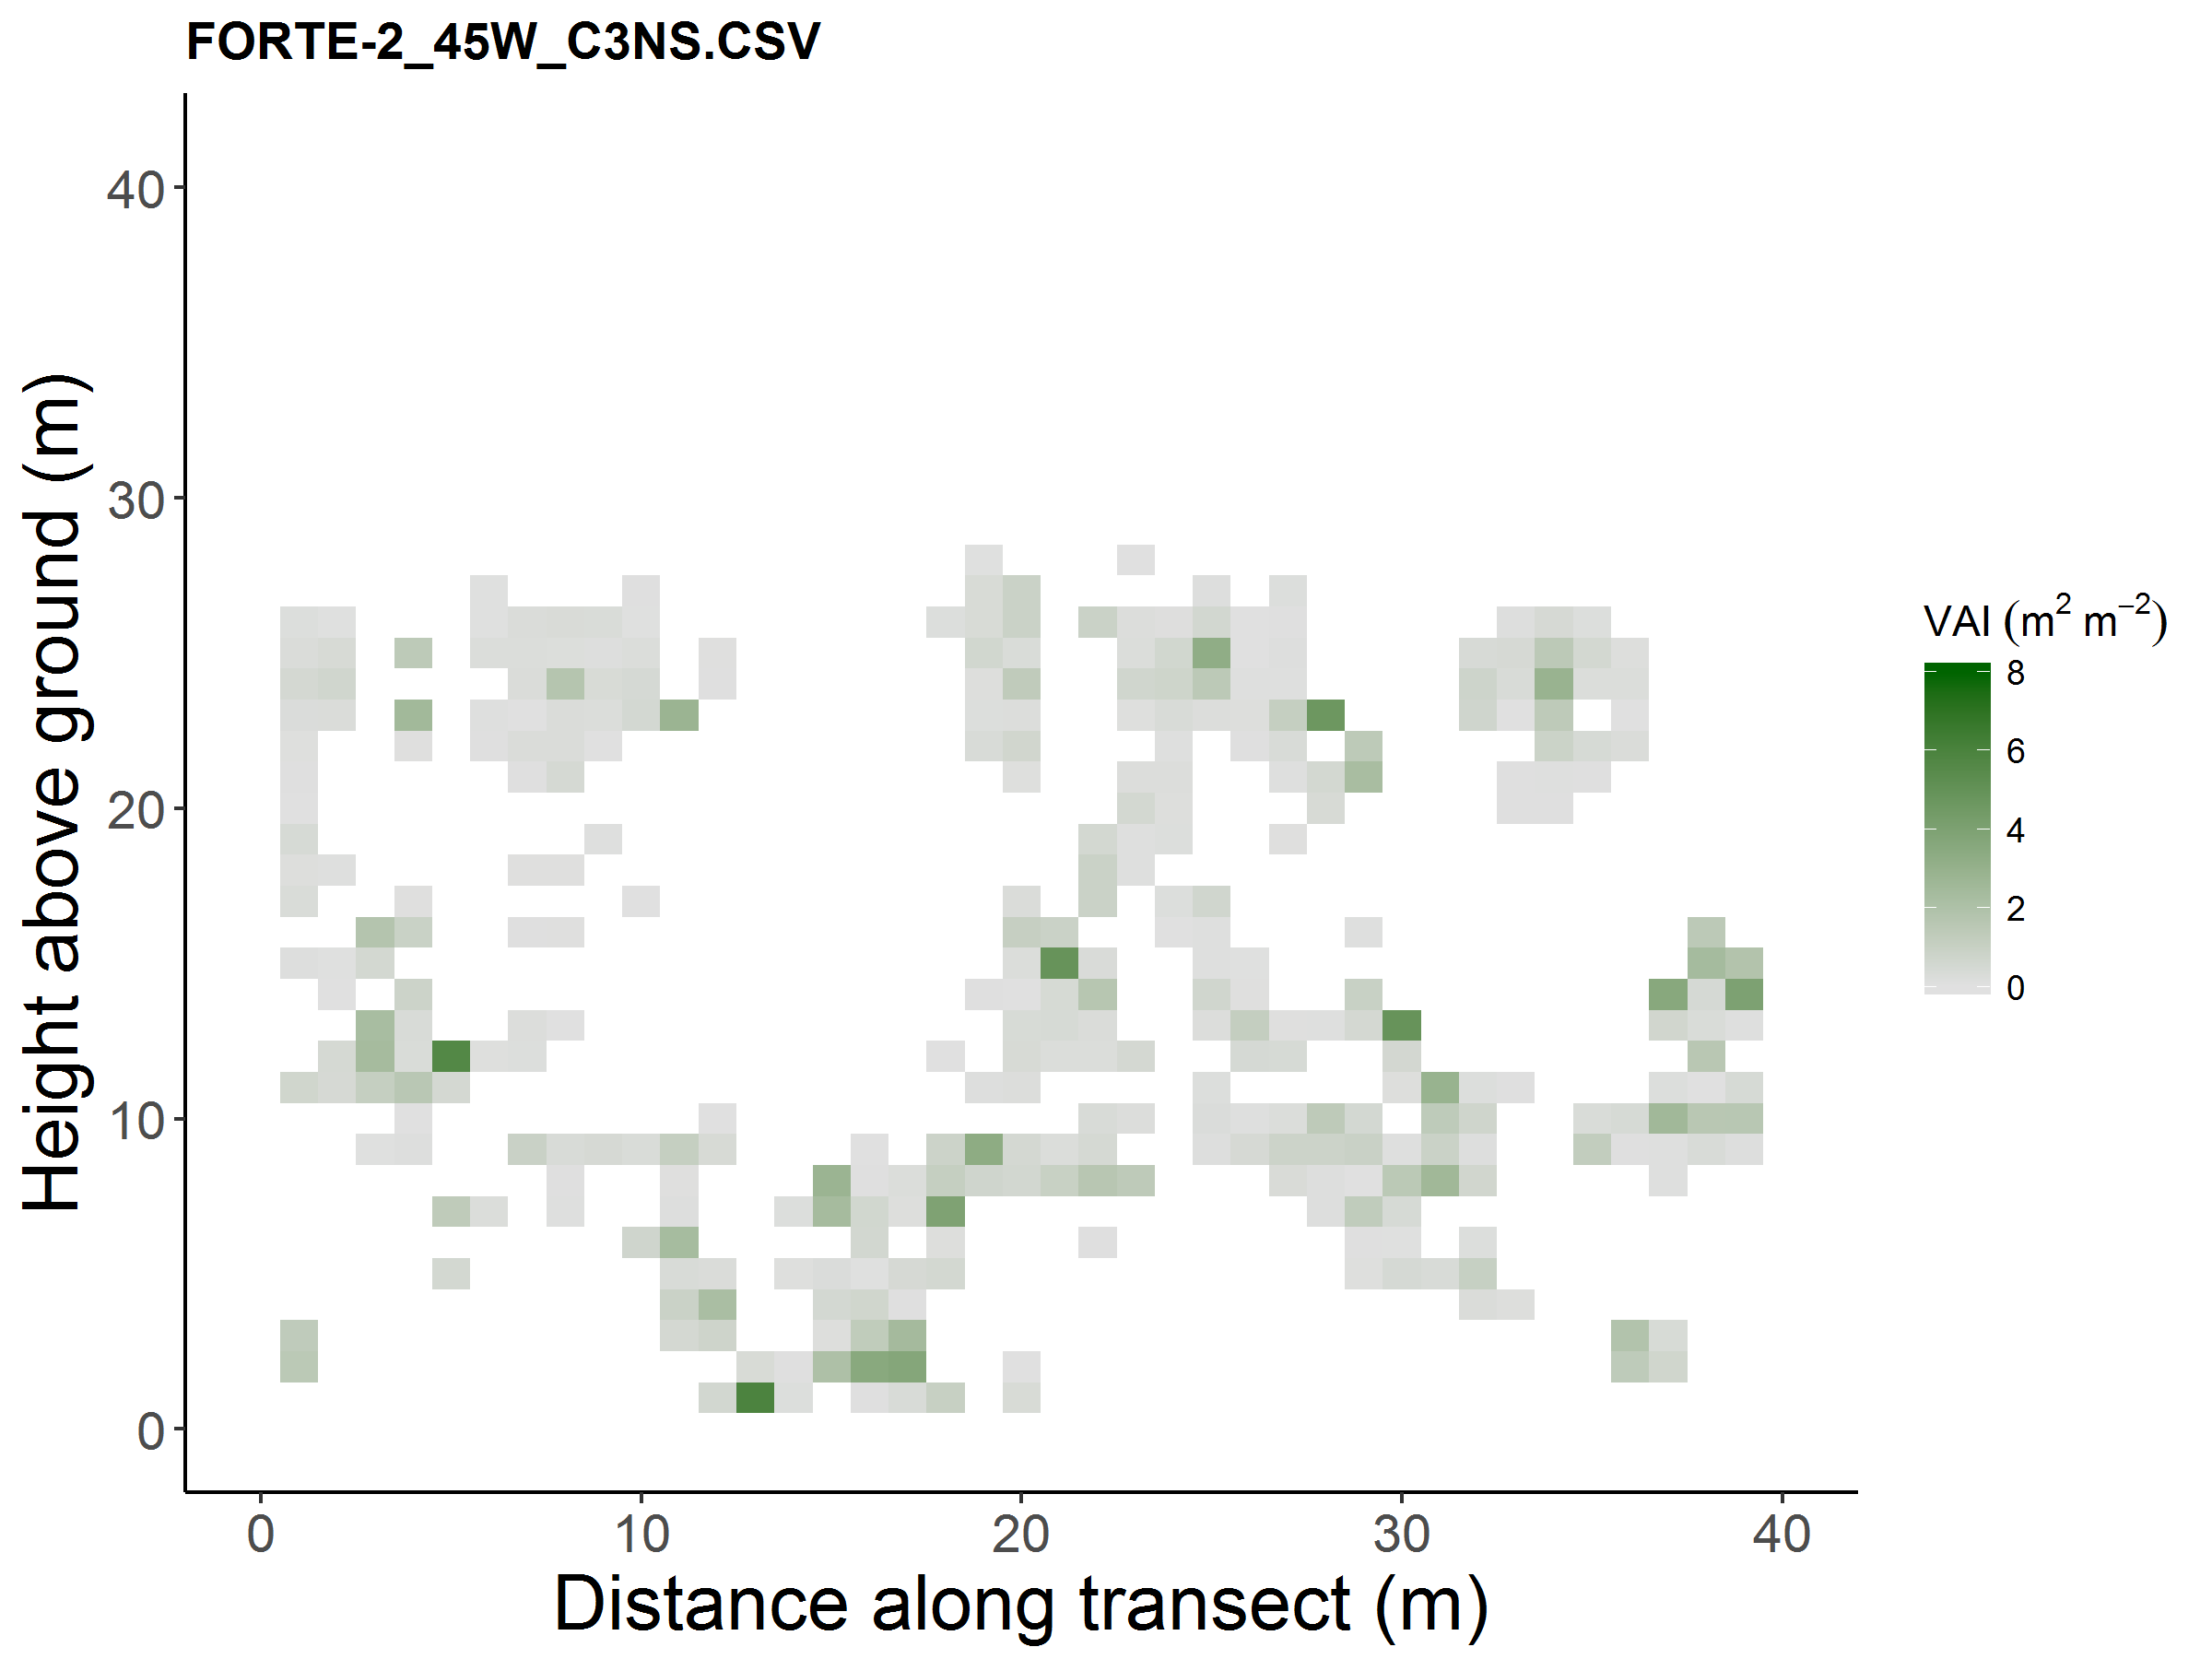 FORTE-2_45W_C3NS.CSV
Height above ground (m)
40
30
20
10
0
0 10 20 30 40
Distance along transect (m)
VAI (m² m⁻²)
8
6
4
2
0